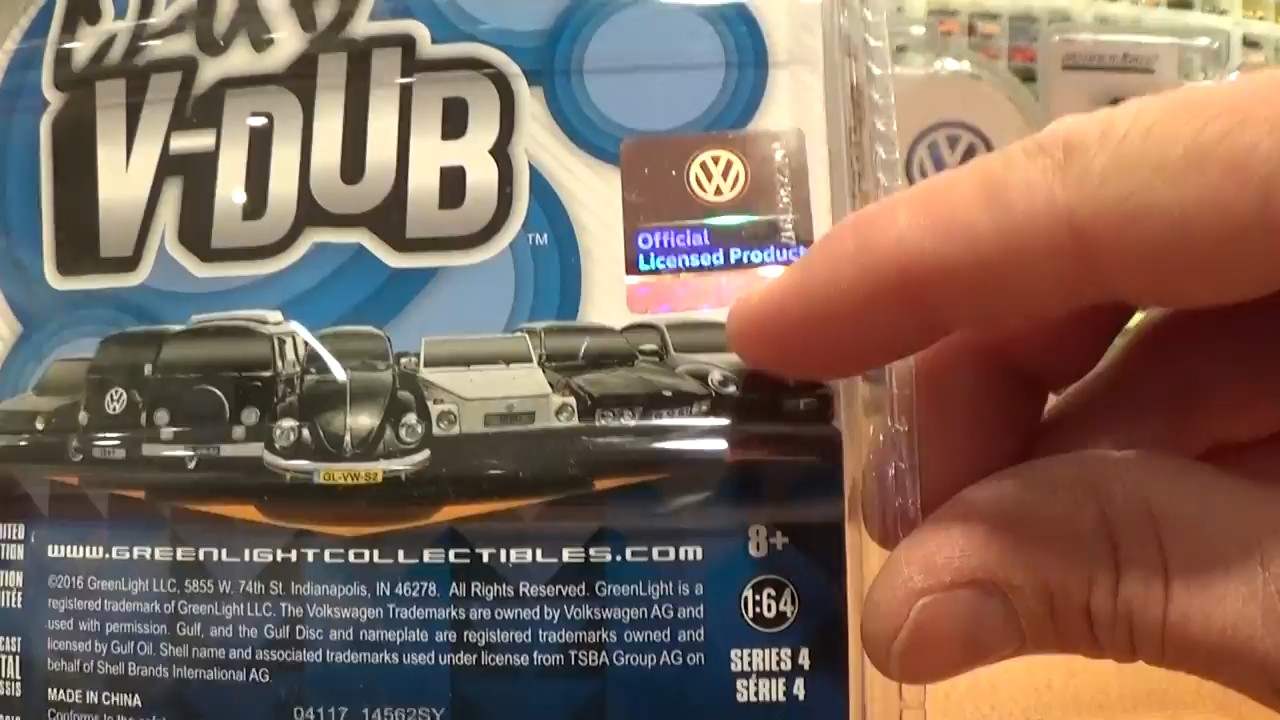 Club
V-DUB
TM
Official
Licensed Product
GL-VW-S2
www.GREENLIGHTCOLLECTIBLES.COM
8+
©2016 GreenLight LLC, 5855 W. 74th St. Indianapolis, IN 46278. All Rights Reserved. GreenLight is a
registered trademark of GreenLight LLC. The Volkswagen Trademarks are owned by Volkswagen AG and
used with permission. Gulf, and the Gulf Disc and nameplate are registered trademarks owned and
licensed by Gulf Oil. Shell name and associated trademarks used under license from TSBA Group AG on
behalf of Shell Brands International AG.
1:64
SERIES 4
SÉRIE 4
MADE IN CHINA
04117 14562SY